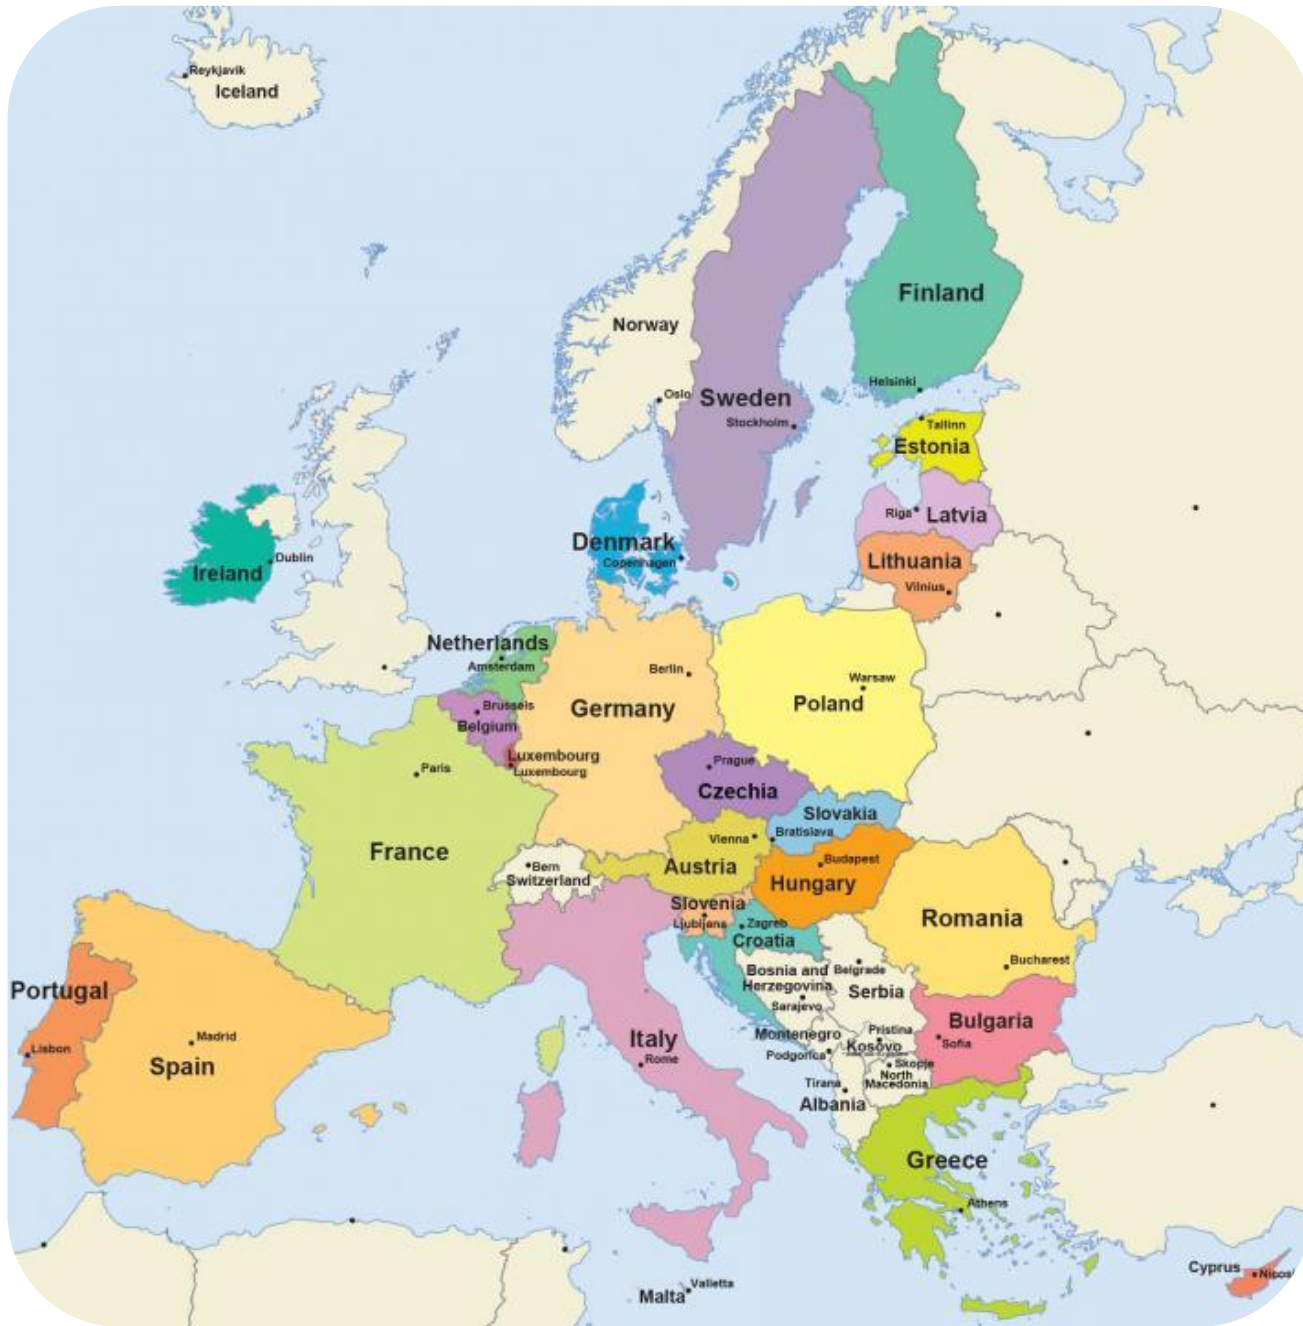 Reykjavik
Iceland
Finland
Norway
Helsinki
Oslo
Sweden
Stockholm
Tallinn
Estonia
Riga
Latvia
Denmark
Copenhagen
Dublin
Ireland
Lithuania
Vilnius
Netherlands
Amsterdam
Berlin
Warsaw
Germany
Poland
Brussels
Belgium
Luxembourg
Luxembourg
Paris
Prague
Czechia
Slovakia
Bratislava
Vienna
France
Austria
Bern
Switzerland
Budapest
Hungary
Slovenia
Ljubljana
Zagreb
Croatia
Romania
Bucharest
Bosnia and
Herzegovina
Sarajevo
Belgrade
Serbia
Portugal
Lisbon
Madrid
Spain
Italy
Rome
Montenegro
Podgorica
Pristina
Kosovo
Bulgaria
Sofia
Skopje
North
Macedonia
Tirana
Albania
Greece
Athens
Cyprus
Nicos
Malta
Valletta